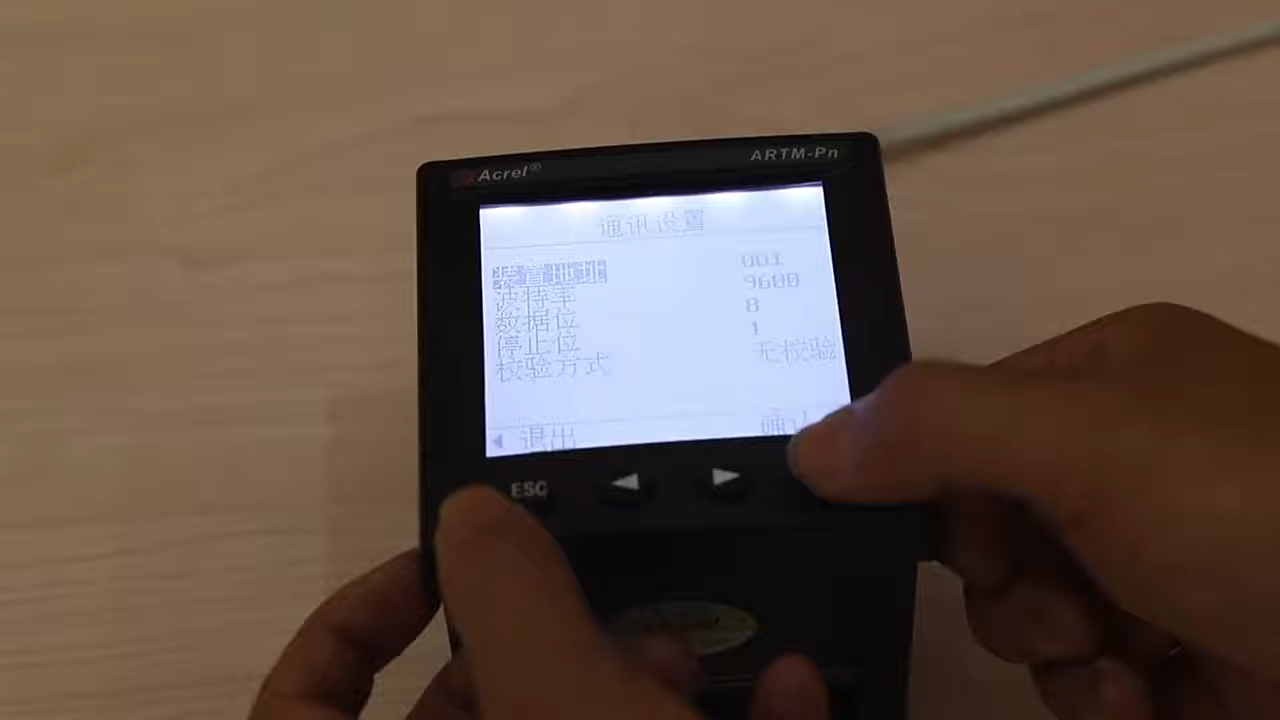 Acrel®
ARTM-Pn
通讯设置
装置地址 001
波特率 9600
数据位 8
停止位 1
校验方式 无校验
退出
ESC